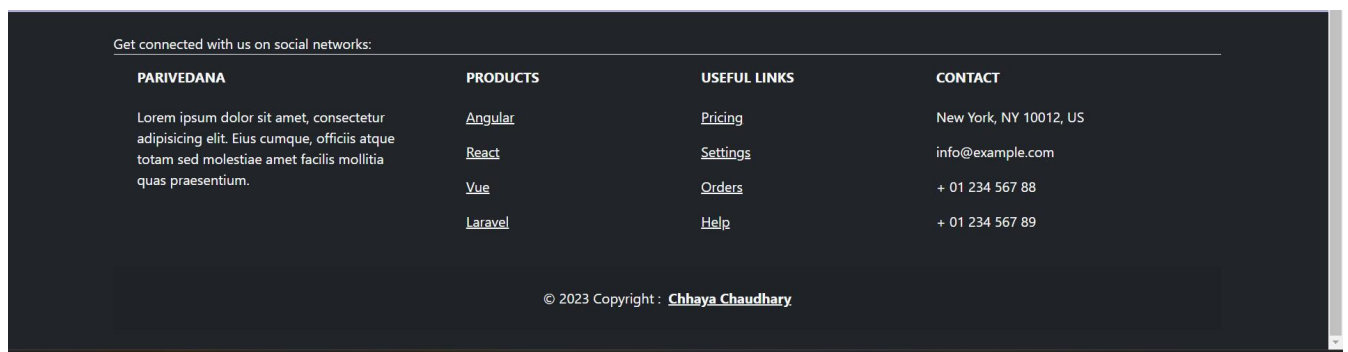 Get connected with us on social networks:
PARIVEDANA
Lorem ipsum dolor sit amet, consectetur
adipisicing elit. Eius cumque, officiis atque
totam sed molestiae amet facilis mollitia
quas praesentium.
PRODUCTS
Angular
React
Vue
Laravel
USEFUL LINKS
Pricing
Settings
Orders
Help
CONTACT
New York, NY 10012, US
info@example.com
+ 01 234 567 88
+ 01 234 567 89
© 2023 Copyright : Chhaya Chaudhary